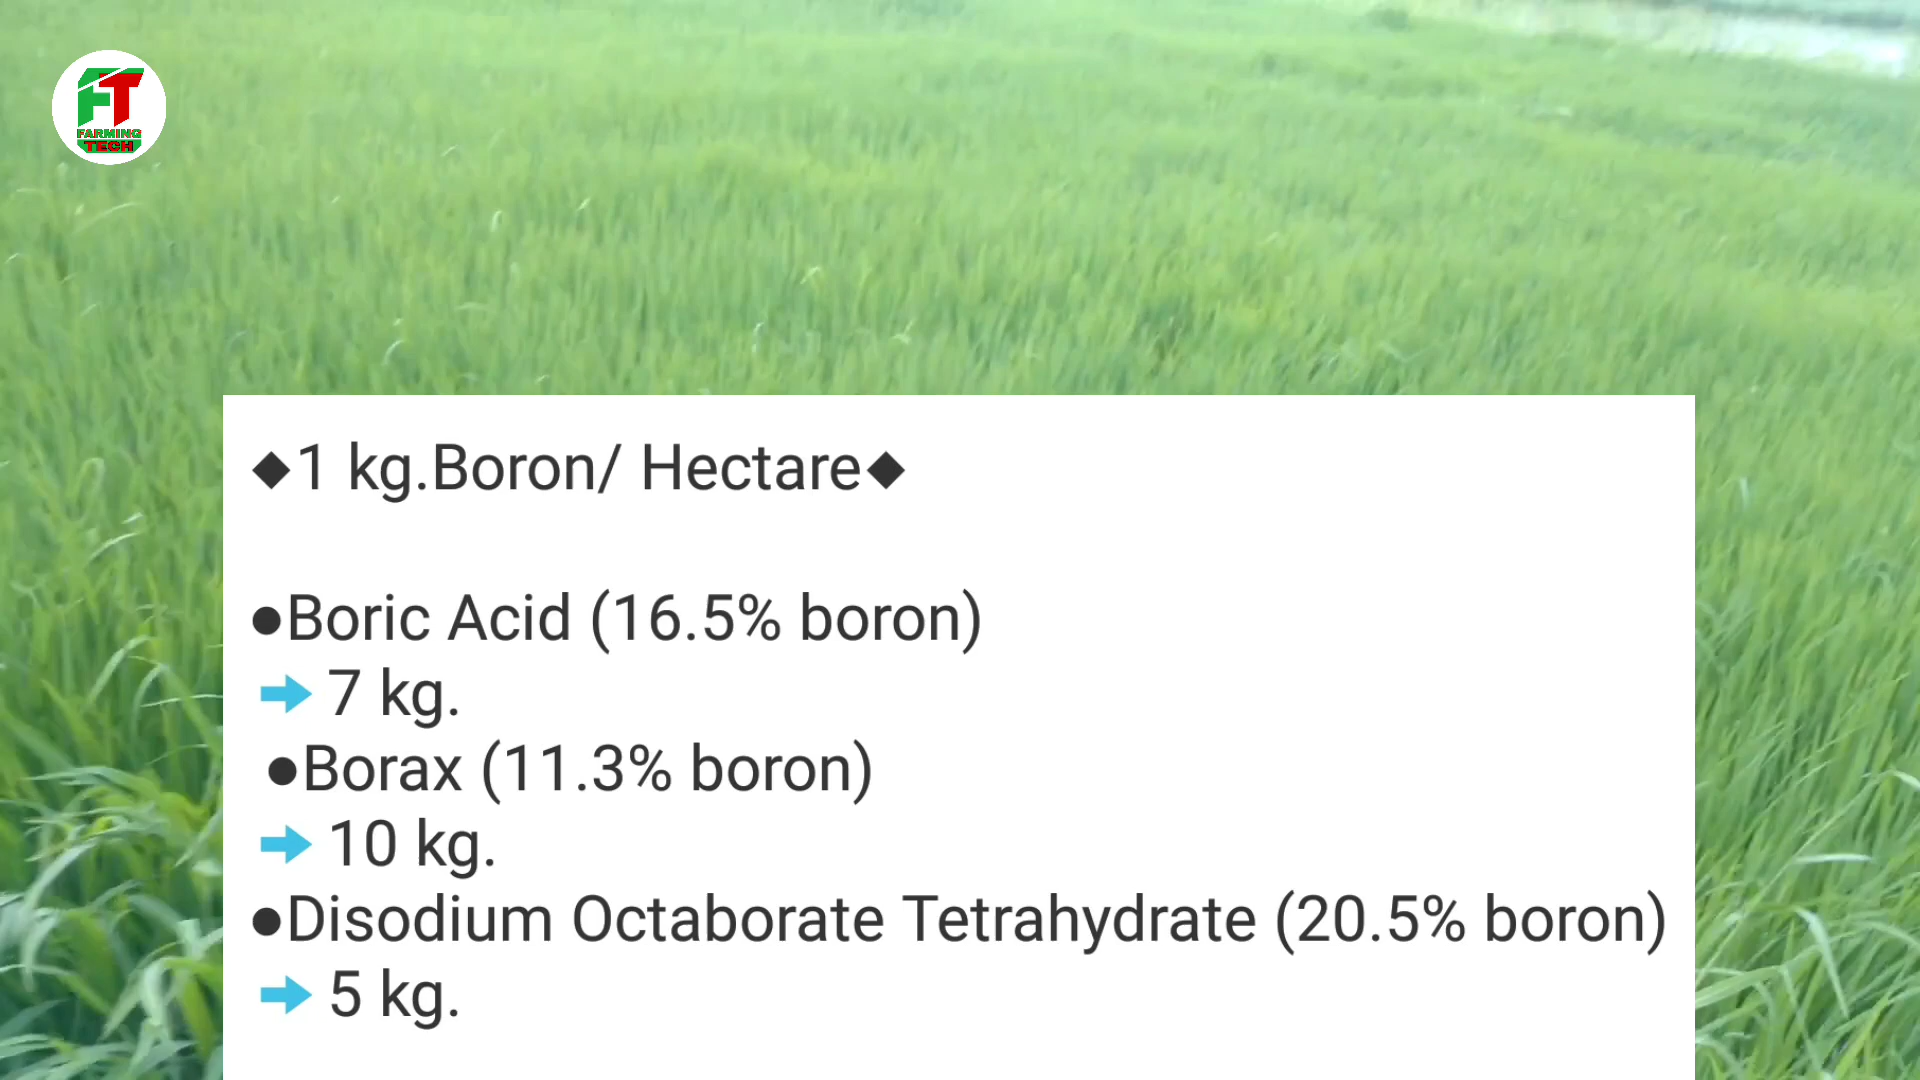 FT
FARMING
TECH
◆1 kg.Boron/ Hectare◆
●Boric Acid (16.5% boron)
➡ 7 kg.
●Borax (11.3% boron)
➡ 10 kg.
●Disodium Octaborate Tetrahydrate (20.5% boron)
➡ 5 kg.